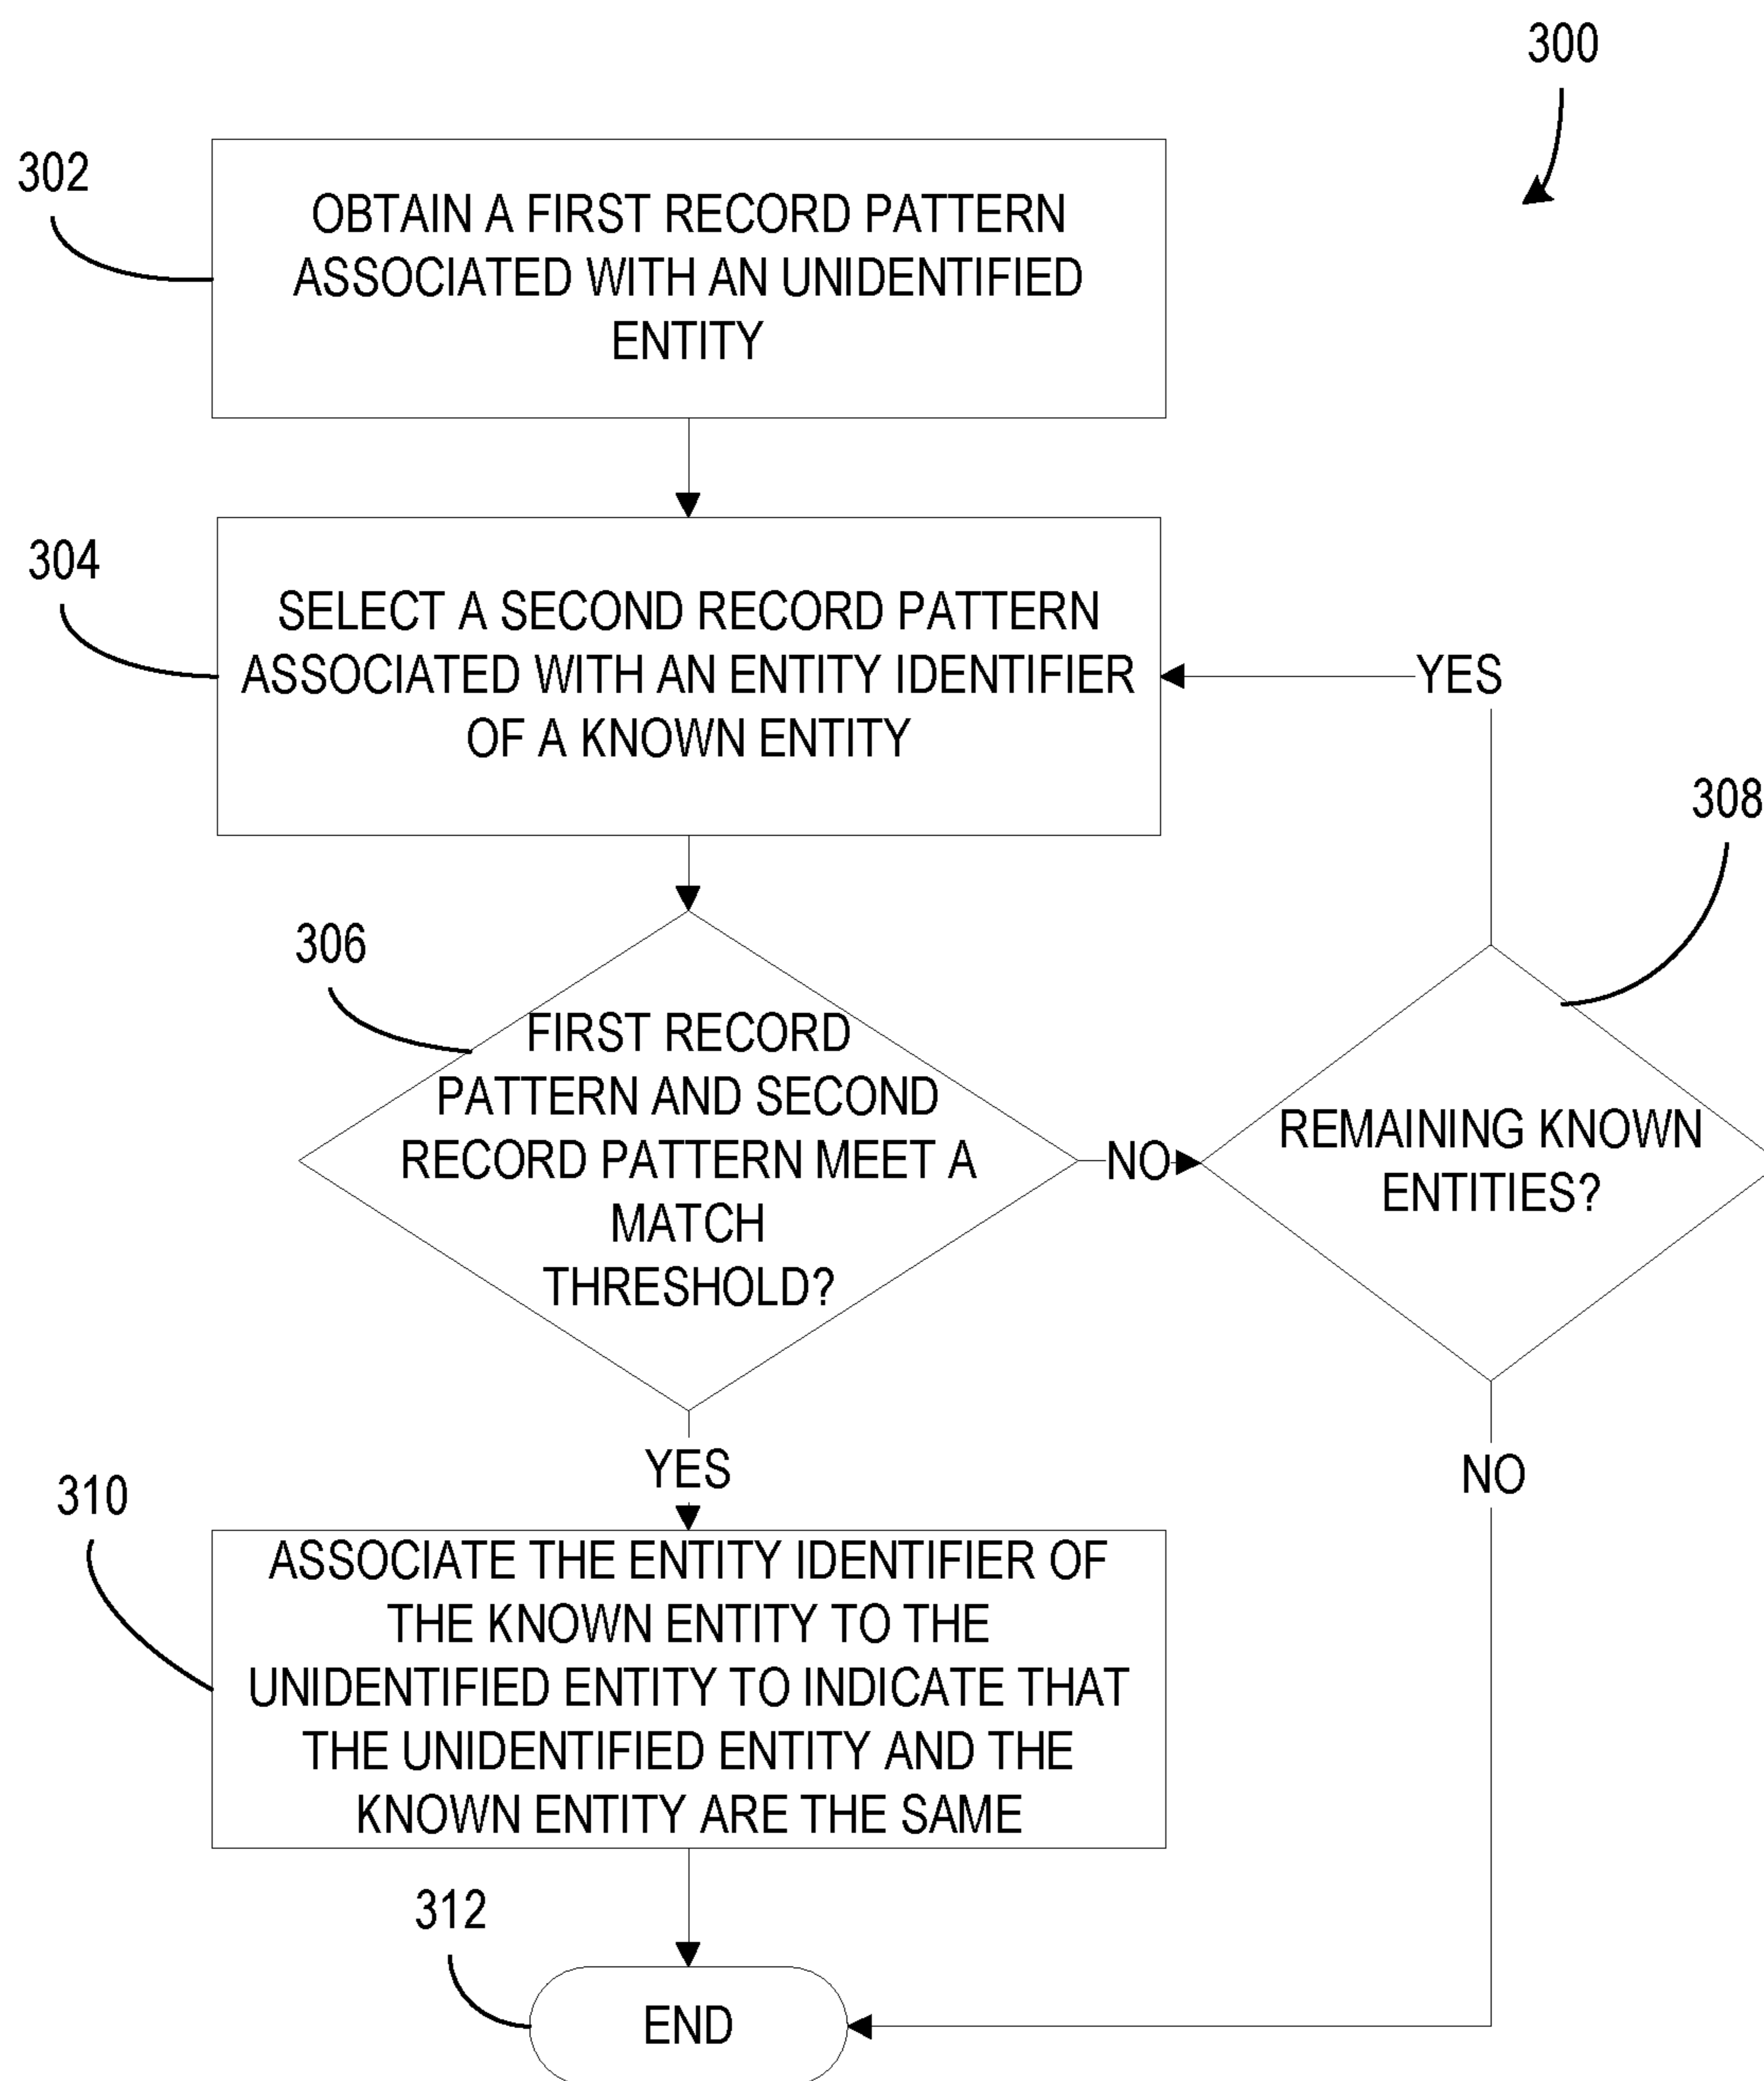 300
302
OBTAIN A FIRST RECORD PATTERN
ASSOCIATED WITH AN UNIDENTIFIED
ENTITY
304
SELECT A SECOND RECORD PATTERN
ASSOCIATED WITH AN ENTITY IDENTIFIER
OF A KNOWN ENTITY
YES
308
306
FIRST RECORD
PATTERN AND SECOND
RECORD PATTERN MEET A
MATCH
THRESHOLD?
NO
REMAINING KNOWN
ENTITIES?
YES
NO
310
ASSOCIATE THE ENTITY IDENTIFIER OF
THE KNOWN ENTITY TO THE
UNIDENTIFIED ENTITY TO INDICATE THAT
THE UNIDENTIFIED ENTITY AND THE
KNOWN ENTITY ARE THE SAME
312
END